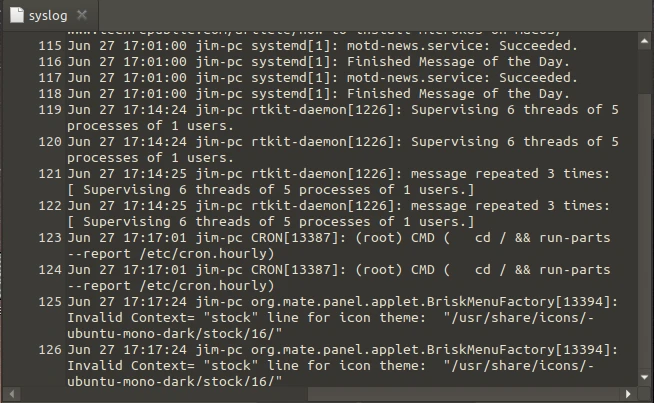 syslog
115 Jun 27 17:01:00 jim-pc systemd[1]: motd-news.service: Succeeded.
116 Jun 27 17:01:00 jim-pc systemd[1]: Finished Message of the Day.
117 Jun 27 17:01:00 jim-pc systemd[1]: motd-news.service: Succeeded.
118 Jun 27 17:01:00 jim-pc systemd[1]: Finished Message of the Day.
119 Jun 27 17:14:24 jim-pc rtkit-daemon[1226]: Supervising 6 threads of 5
processes of 1 users.
120 Jun 27 17:14:24 jim-pc rtkit-daemon[1226]: Supervising 6 threads of 5
processes of 1 users.
121 Jun 27 17:14:25 jim-pc rtkit-daemon[1226]: message repeated 3 times:
[ Supervising 6 threads of 5 processes of 1 users.]
122 Jun 27 17:14:25 jim-pc rtkit-daemon[1226]: message repeated 3 times:
[ Supervising 6 threads of 5 processes of 1 users.]
123 Jun 27 17:17:01 jim-pc CRON[13387]: (root) CMD (   cd / && run-parts
--report /etc/cron.hourly)
124 Jun 27 17:17:01 jim-pc CRON[13387]: (root) CMD (   cd / && run-parts
--report /etc/cron.hourly)
125 Jun 27 17:17:24 jim-pc org.mate.panel.applet.BriskMenuFactory[13394]:
Invalid Context= "stock" line for icon theme:  "/usr/share/icons/-
ubuntu-mono-dark/stock/16/"
126 Jun 27 17:17:24 jim-pc org.mate.panel.applet.BriskMenuFactory[13394]:
Invalid Context= "stock" line for icon theme:  "/usr/share/icons/-
ubuntu-mono-dark/stock/16/"